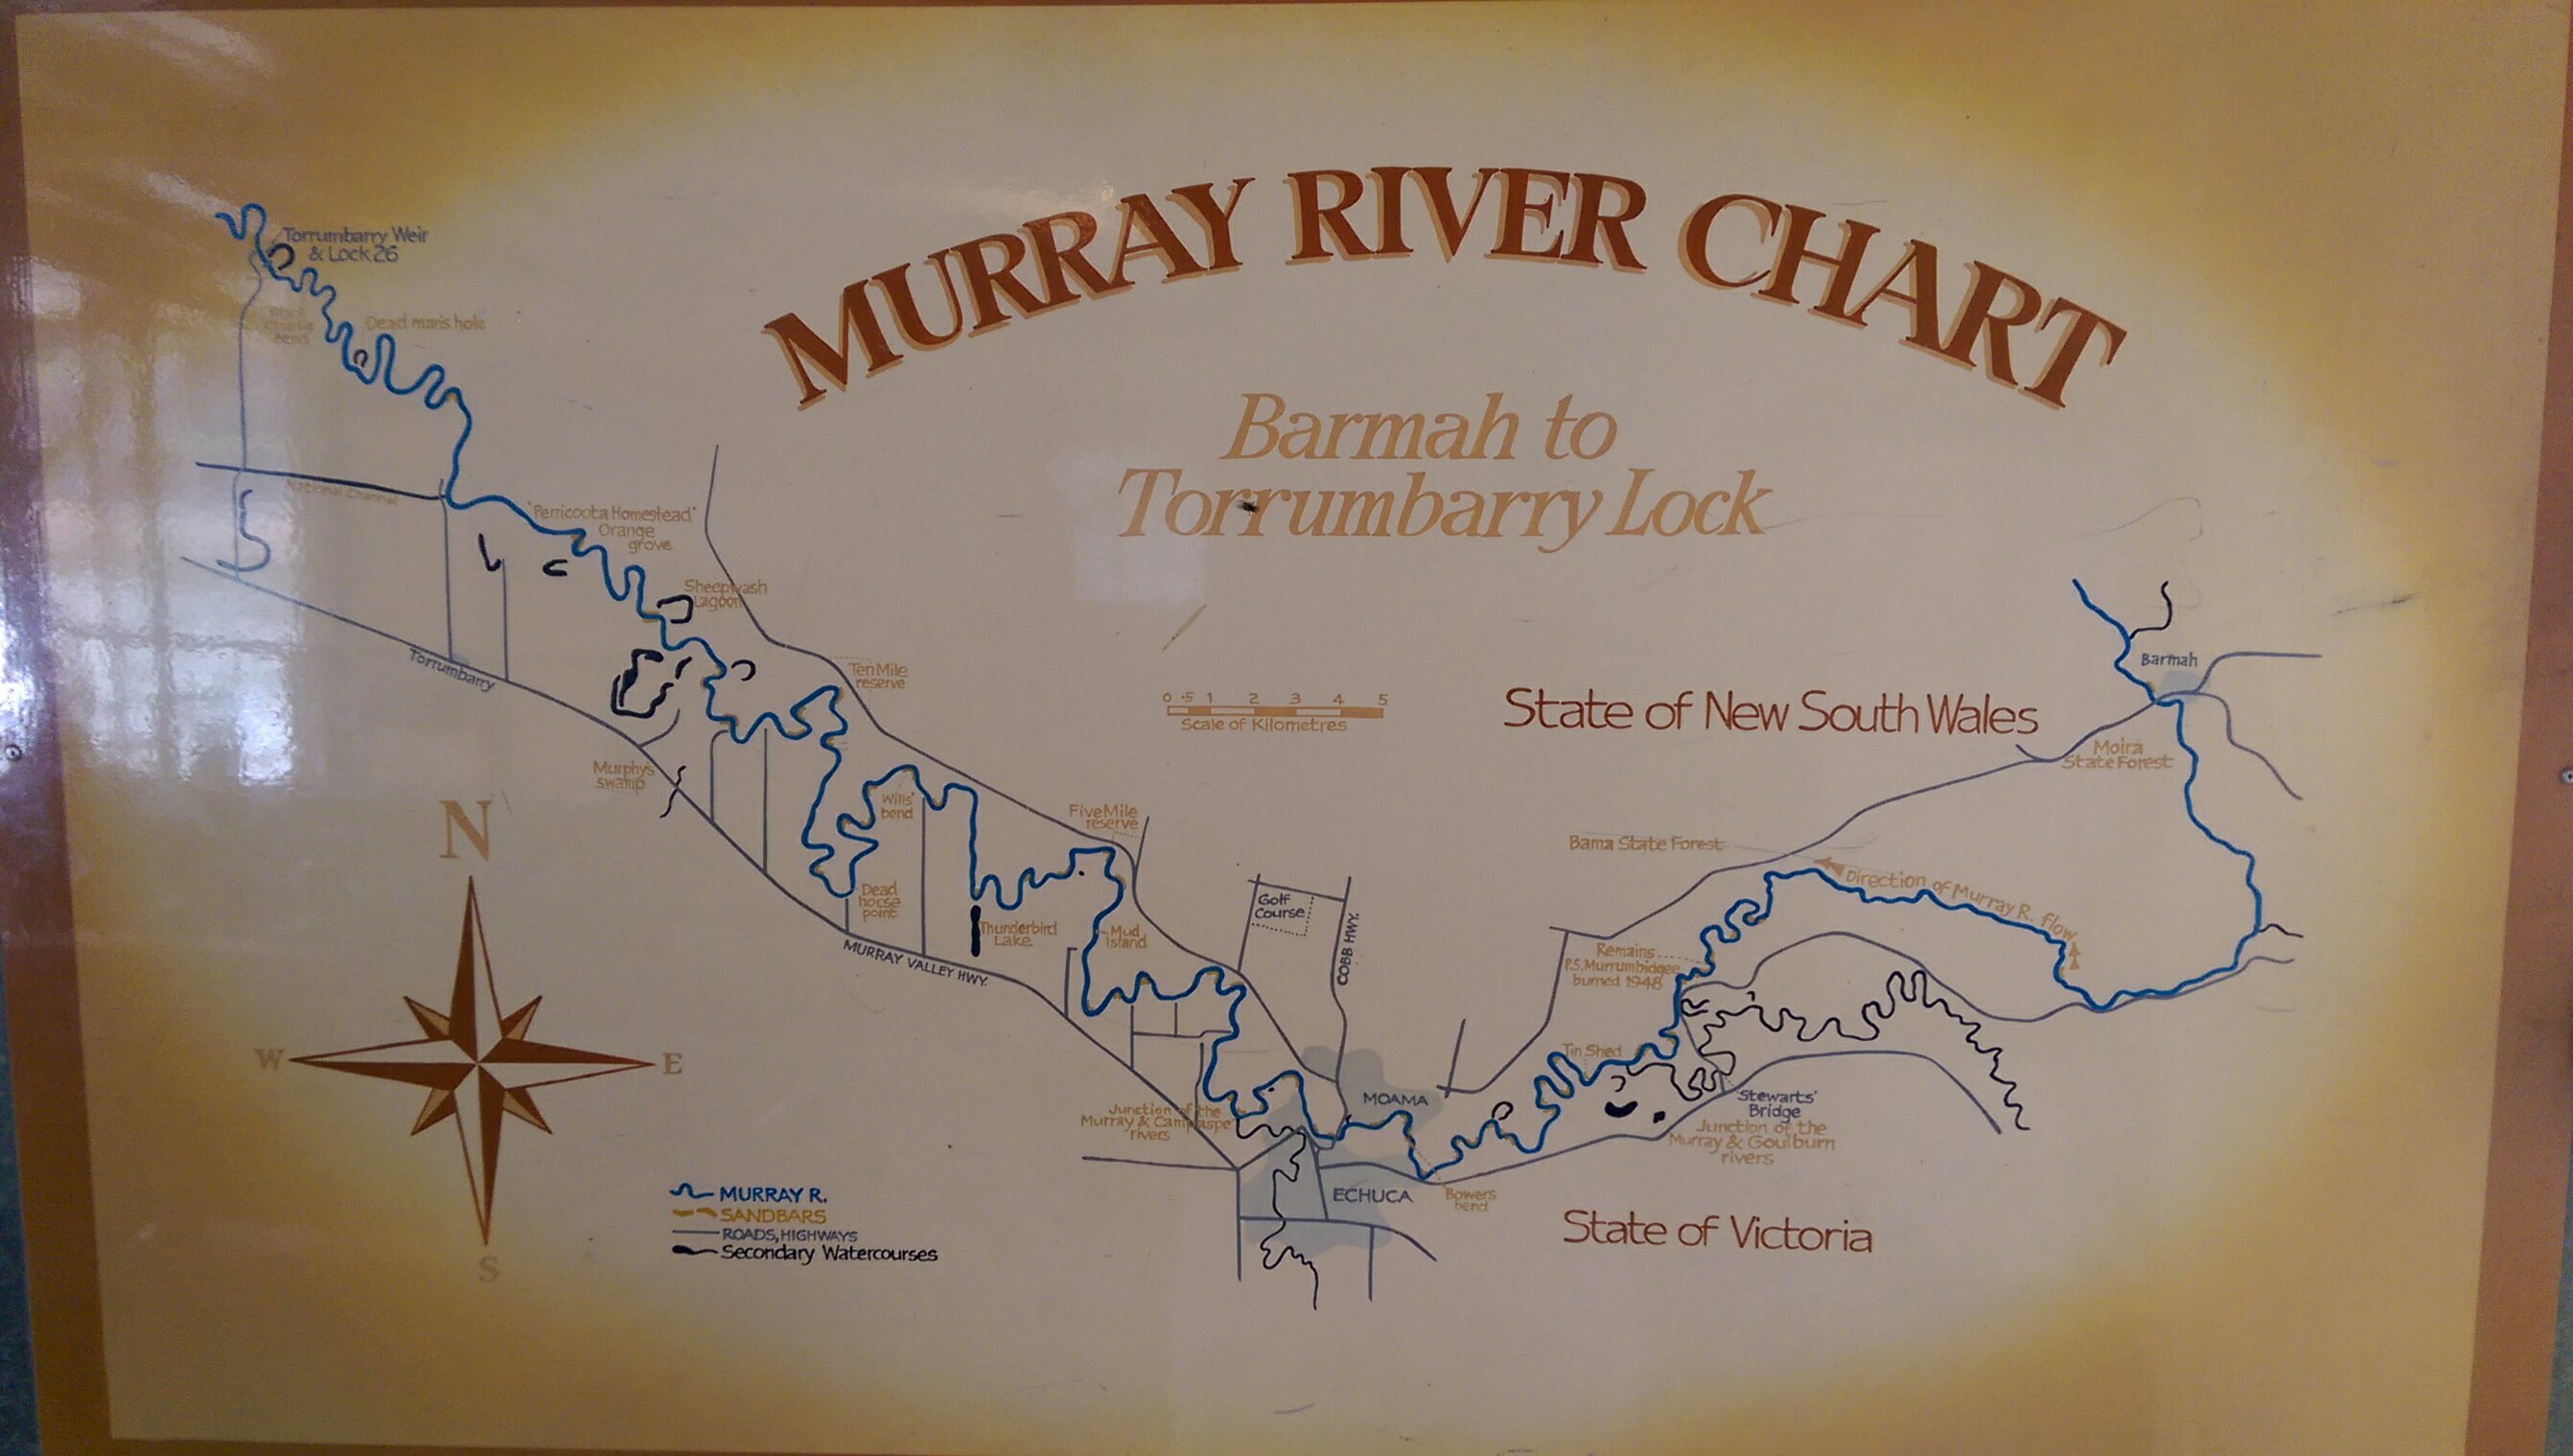 MURRAY RIVER CHART
Barmah to
Torrumbarry Lock
Torrumbarry Weir
& Lock 26
Black
Charlie
bend
Dead man's hole
National Channel
'Perricoota Homestead'
Orange
grove
Sheepwash
Lagoon
Torrumbarry
Ten Mile
reserve
0 .5 1 2 3 4 5
Scale of Kilometres
State of New South Wales
Barmah
Moira
State Forest
Murphy's
swamp
Wills'
bend
Five Mile
reserve
Bama State Forest
Direction of Murray R. flow
Dead
horse
point
Thunderbird
Lake
Mud
Island
Golf
Course
COBB HWY.
MURRAY VALLEY HWY.
Remains
P.S. Murrumbidgee
burned 1948
Tin Shed
N
W
E
S
MOAMA
Stewarts'
Bridge
Junction of the
Murray & Goulburn
rivers
Junction of the
Murray & Campaspe
rivers
ECHUCA
Bowers
bend
State of Victoria
MURRAY R.
SANDBARS
ROADS, HIGHWAYS
Secondary Watercourses